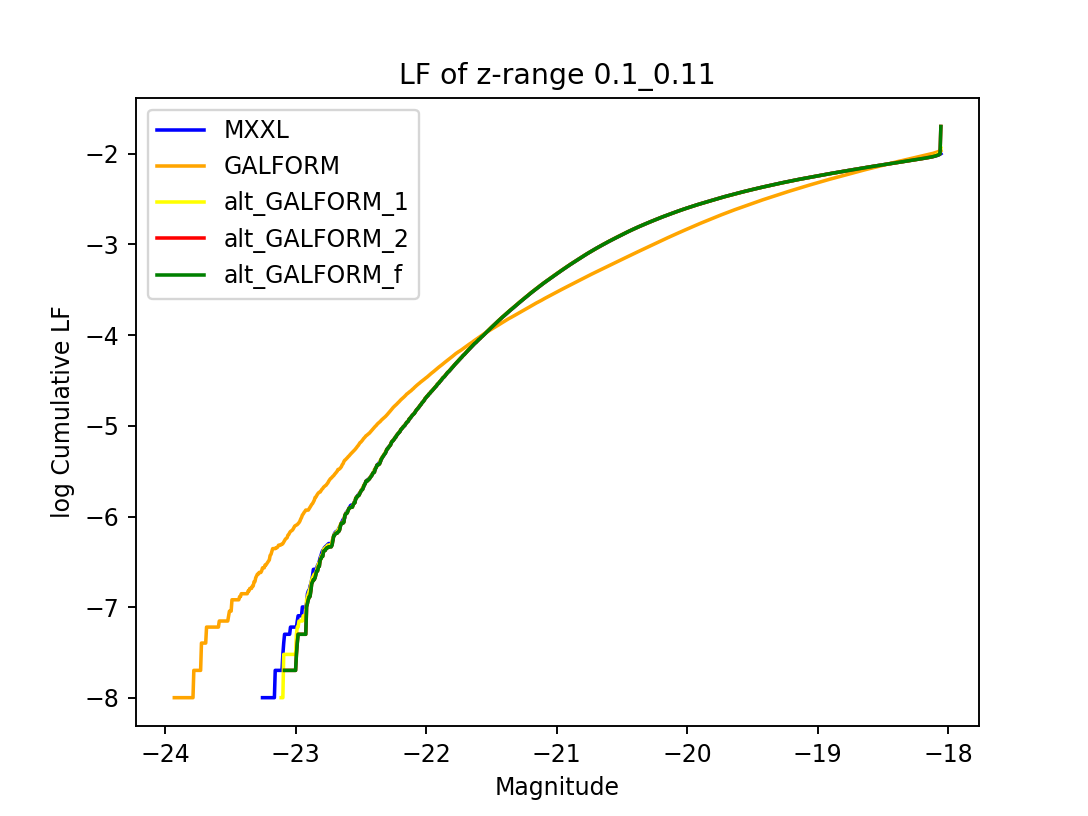 LF of z-range 0.1_0.11
MXXL
GALFORM
alt_GALFORM_1
alt_GALFORM_2
alt_GALFORM_f
log Cumulative LF
−2
−3
−4
−5
−6
−7
−8
−24
−23
−22
−21
−20
−19
−18
Magnitude